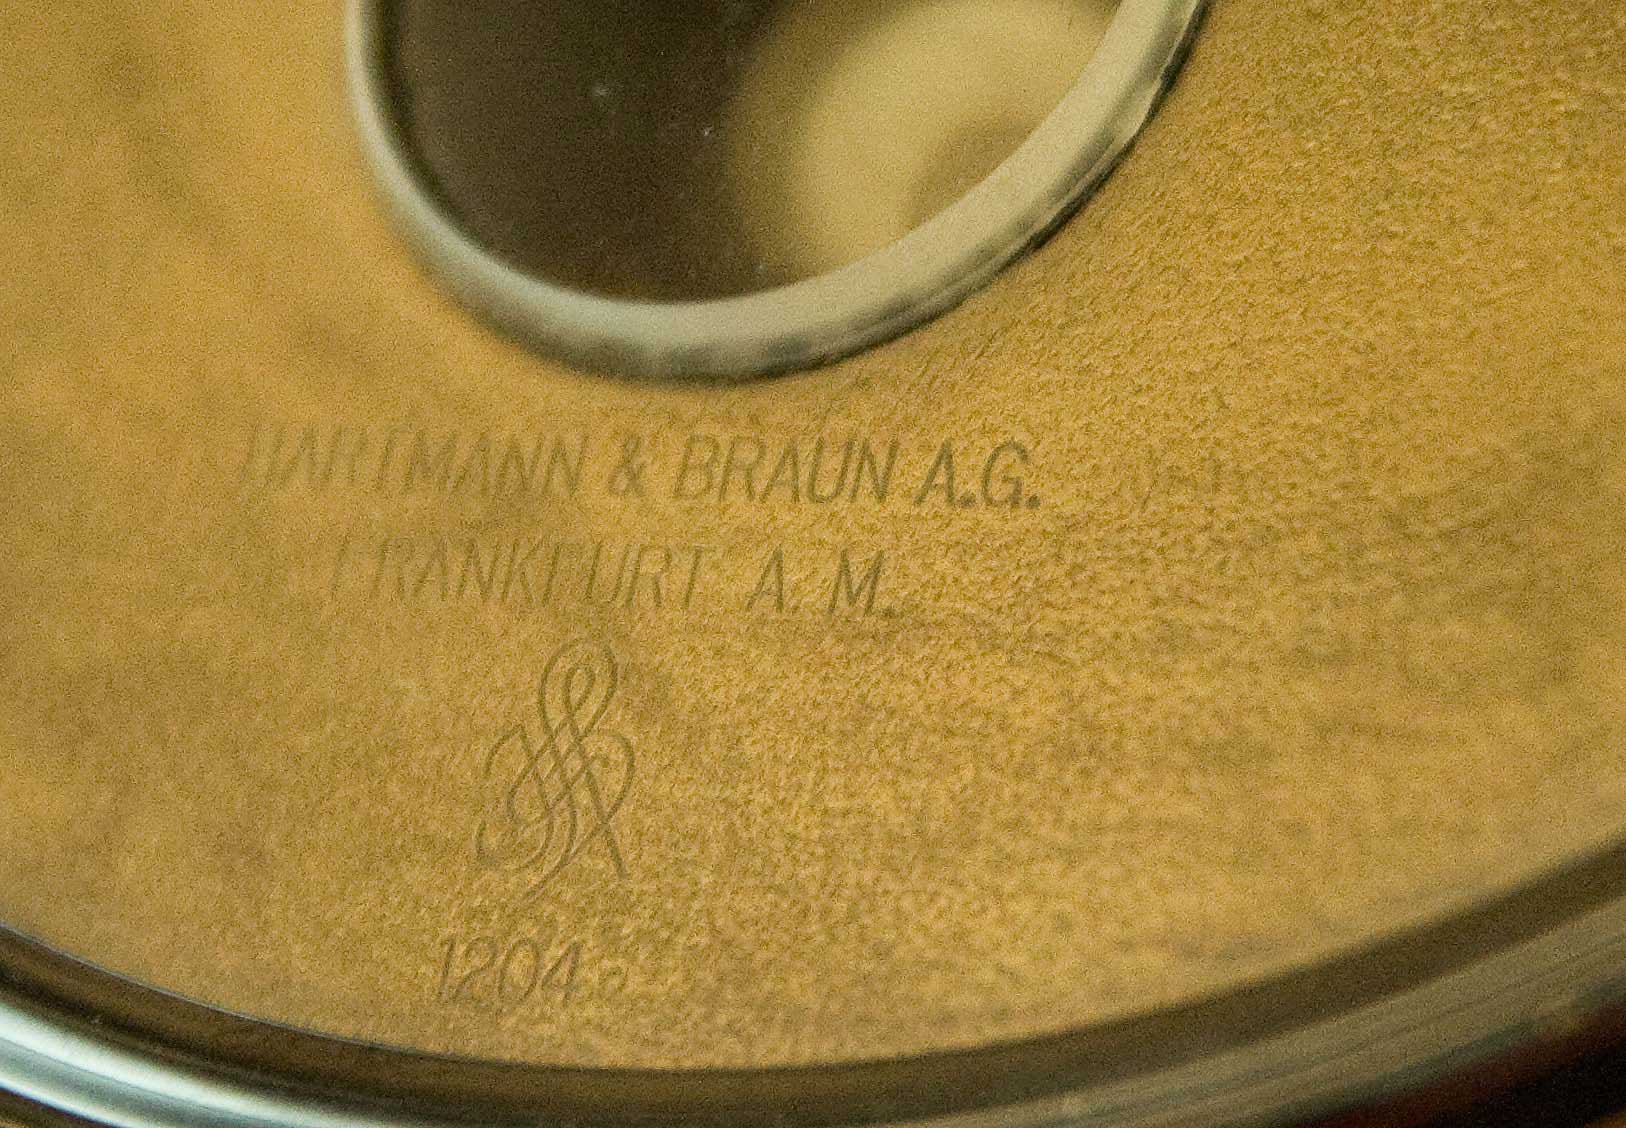 HARTMANN & BRAUN A.G.
FRANKFURT A. M.
1204